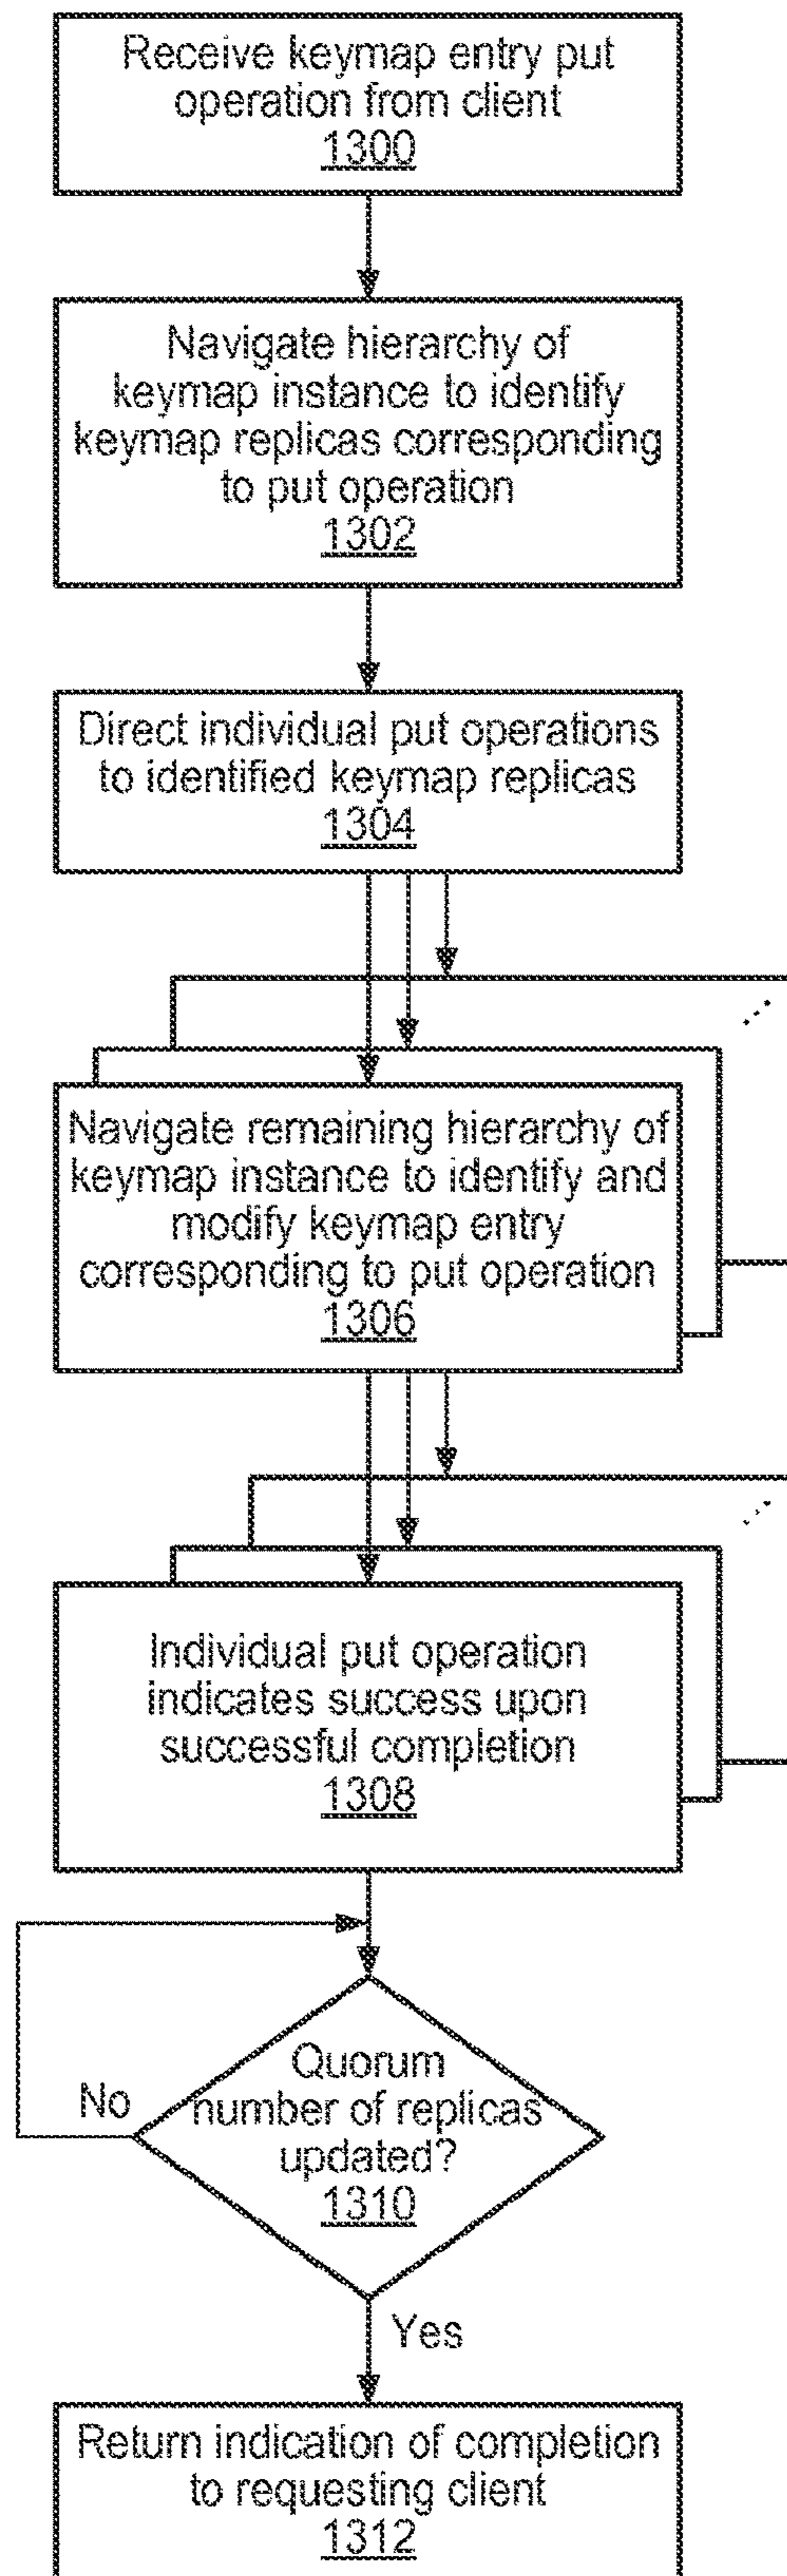 Receive keymap entry put
operation from client
1300
Navigate hierarchy of
keymap instance to identify
keymap replicas corresponding
to put operation
1302
Direct individual put operations
to identified keymap replicas
1304
Navigate remaining hierarchy of
keymap instance to identify and
modify keymap entry
corresponding to put operation
1306
Individual put operation
indicates success upon
successful completion
1308
Quorum
number of replicas
updated?
1310
No
Yes
Return indication of completion
to requesting client
1312